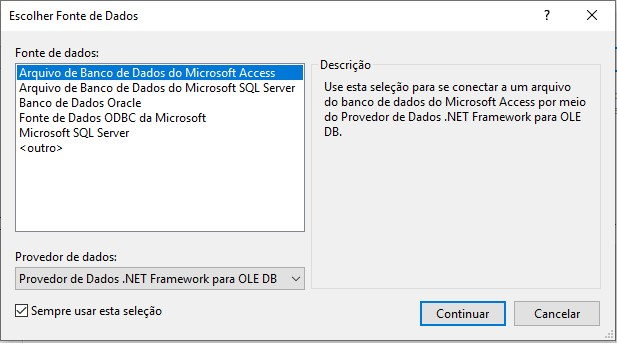 Escolher Fonte de Dados
Fonte de dados:
Arquivo de Banco de Dados do Microsoft Access
Arquivo de Banco de Dados do Microsoft SQL Server
Banco de Dados Oracle
Fonte de Dados ODBC da Microsoft
Microsoft SQL Server
<outro>
Descrição
Use esta seleção para se conectar a um arquivo
do banco de dados do Microsoft Access por meio
do Provedor de Dados .NET Framework para OLE
DB.
Provedor de dados:
Provedor de Dados .NET Framework para OLE DB
Sempre usar esta seleção
Continuar
Cancelar